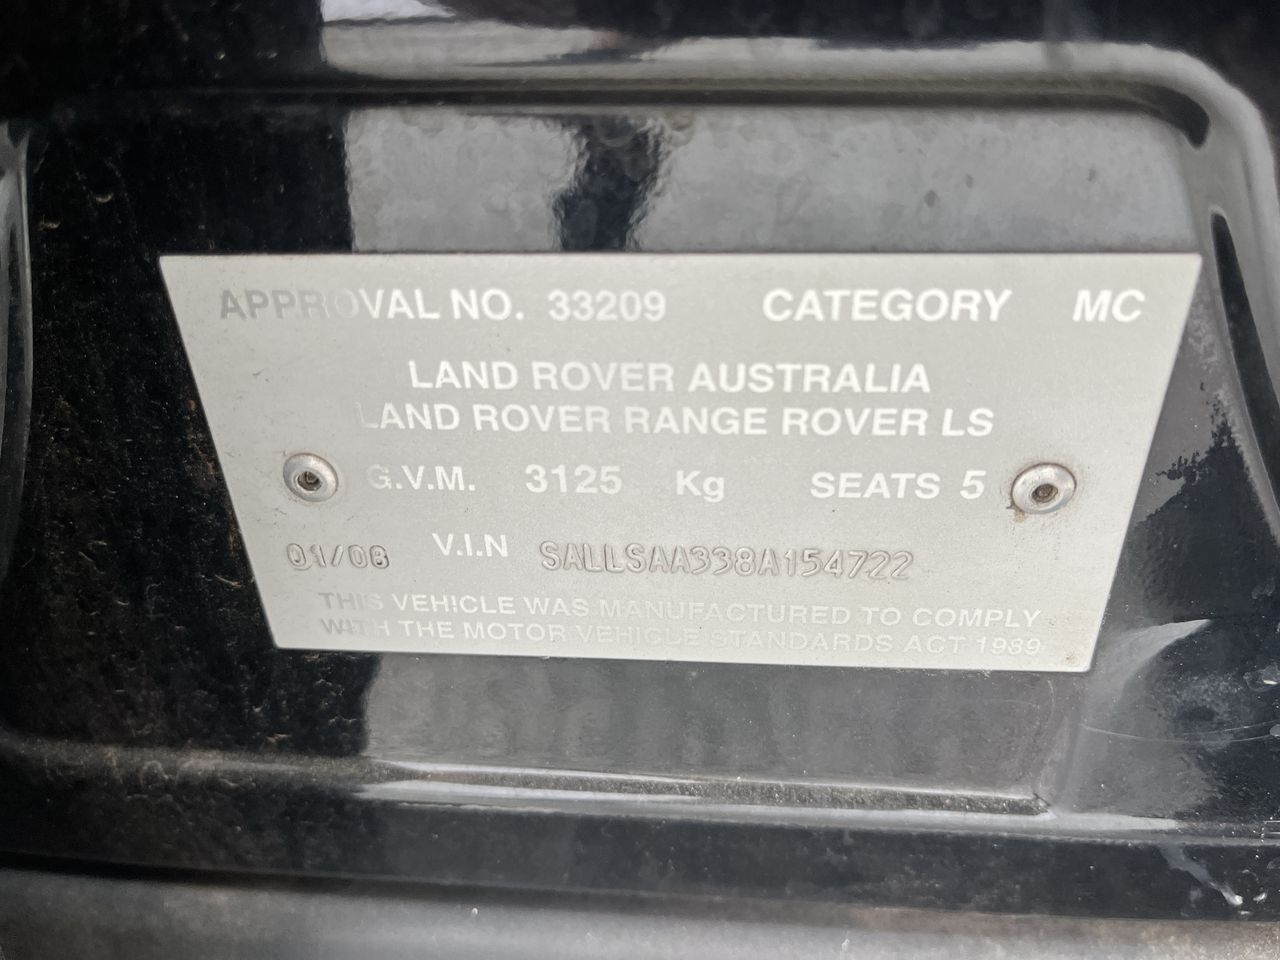 APPROVAL NO. 33209 CATEGORY MC
LAND ROVER AUSTRALIA
LAND ROVER RANGE ROVER LS
G.V.M. 3125 Kg SEATS 5
01/08 V.I.N SALLSAA338A154722
THIS VEHICLE WAS MANUFACTURED TO COMPLY
WITH THE MOTOR VEHICLE STANDARDS ACT 1989